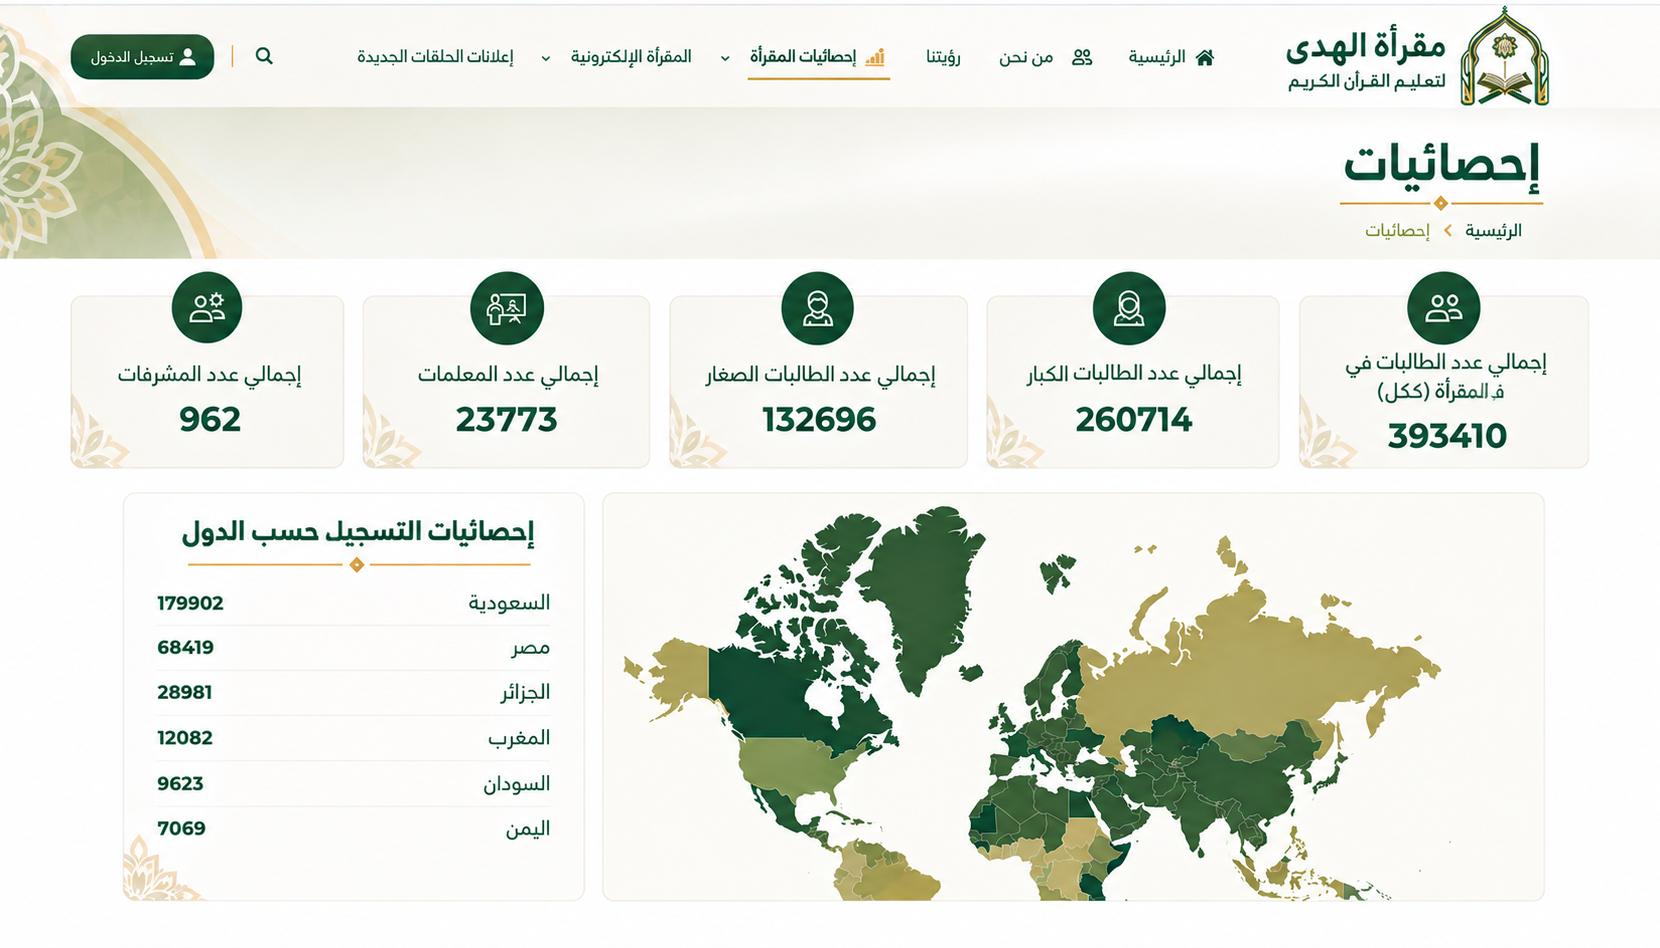 مقرأة الهدى
لتعليم القرآن الكريم
الرئيسية
من نحن
رؤيتنا
إحصائيات المقرأة
المقرأة الإلكترونية
إعلانات الحلقات الجديدة
تسجيل الدخول
إحصائيات
الرئيسية
إحصائيات
إجمالي عدد الطالبات في
فـالمقرأة (ككل)
393410
إجمالي عدد الطالبات الكبار
260714
إجمالي عدد الطالبات الصغار
132696
إجمالي عدد المعلمات
23773
إجمالي عدد المشرفات
962
إحصائيات التسجيل حسب الدول
السعودية 179902
مصر 68419
الجزائر 28981
المغرب 12082
السودان 9623
اليمن 7069